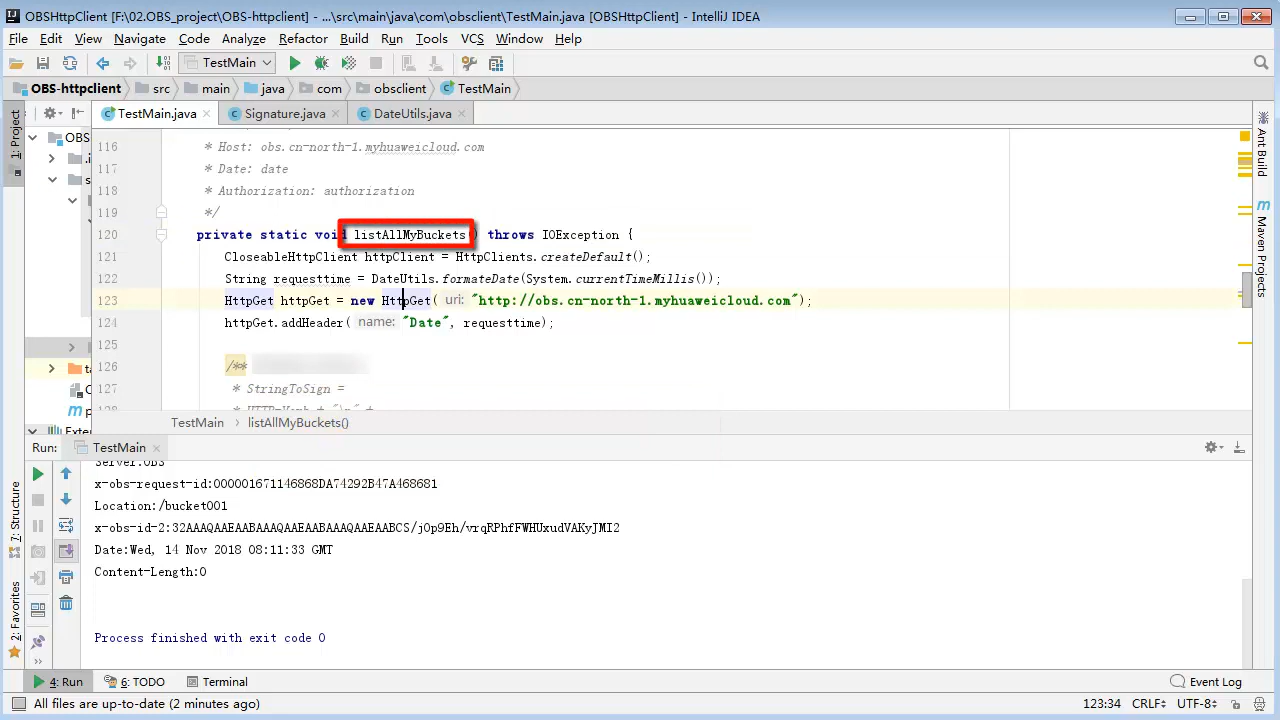 OBSHttpClient [F:\02.OBS_project\OBS-httpclient] - ...\src\main\java\com\obsclient\TestMain.java [OBSHttpClient] - IntelliJ IDEA
File Edit View Navigate Code Analyze Refactor Build Run Tools VCS Window Help
TestMain
OBS-httpclient src main java com obsclient TestMain
1: Project
TestMain.java Signature.java DateUtils.java
OBS
116 * Host: obs.cn-north-1.myhuaweicloud.com
117 * Date: date
118 * Authorization: authorization
119 */
120 private static void listAllMyBuckets() throws IOException {
121 CloseableHttpClient httpClient = HttpClients.createDefault();
122 String requesttime = DateUtils.formateDate(System.currentTimeMillis());
123 HttpGet httpGet = new HttpGet( uri: "http://obs.cn-north-1.myhuaweicloud.com");
124 httpGet.addHeader( name: "Date", requesttime);
125
126 /**
127 * StringToSign =
128 * HTTP-Verb + "\n" +
Exter
TestMain listAllMyBuckets()
Ant Build
Maven Projects
Run: TestMain
Server:OBS
x-obs-request-id:000001671146868DA74292B47A468681
Location:/bucket001
x-obs-id-2:32AAAQAAEAABAAAQAAEAABAAAQAAEAABCS/jOp9Eh/vrqRPhfFWHUxudVAKyJMI2
Date:Wed, 14 Nov 2018 08:11:33 GMT
Content-Length:0
Process finished with exit code 0
7: Structure
2: Favorites
4: Run 6: TODO Terminal Event Log
All files are up-to-date (2 minutes ago) 123:34 CRLF UTF-8